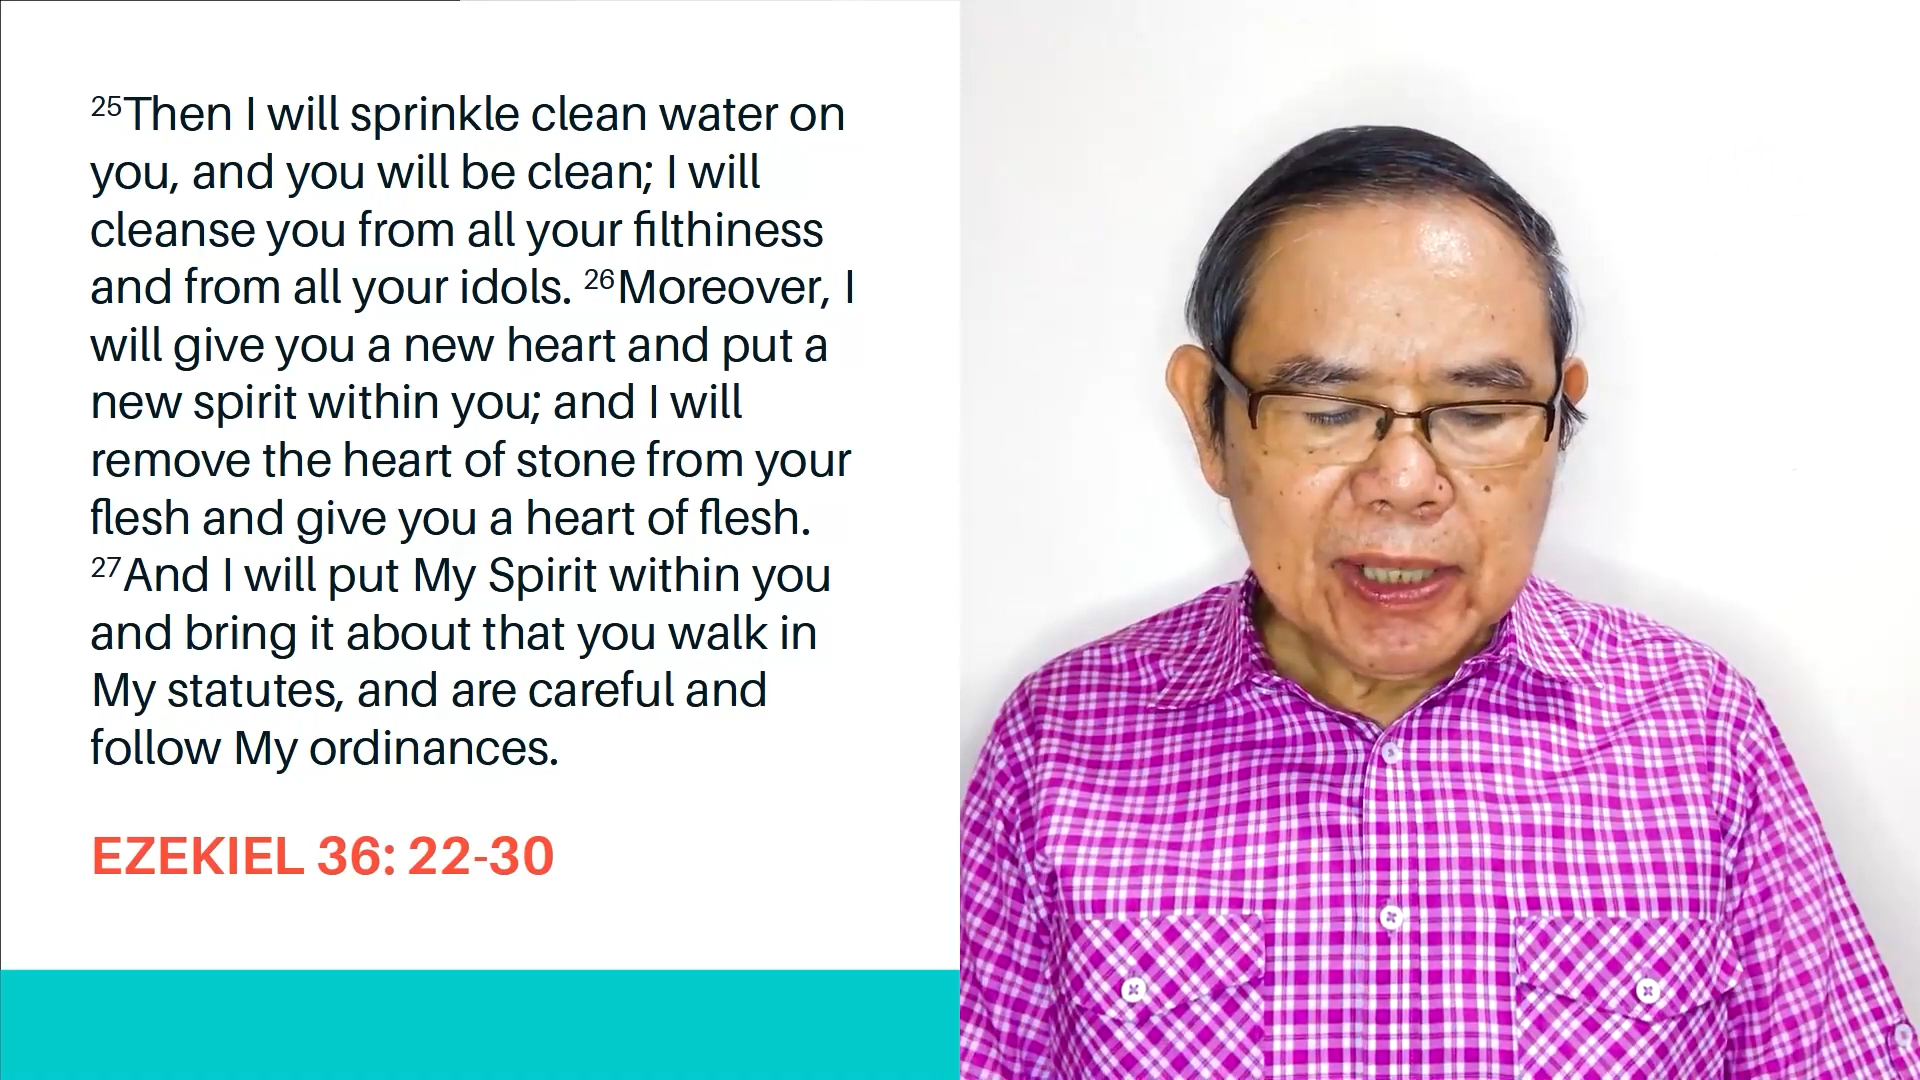 25Then I will sprinkle clean water on
you, and you will be clean; I will
cleanse you from all your filthiness
and from all your idols. 26Moreover, I
will give you a new heart and put a
new spirit within you; and I will
remove the heart of stone from your
flesh and give you a heart of flesh.
27And I will put My Spirit within you
and bring it about that you walk in
My statutes, and are careful and
follow My ordinances.
EZEKIEL 36: 22-30